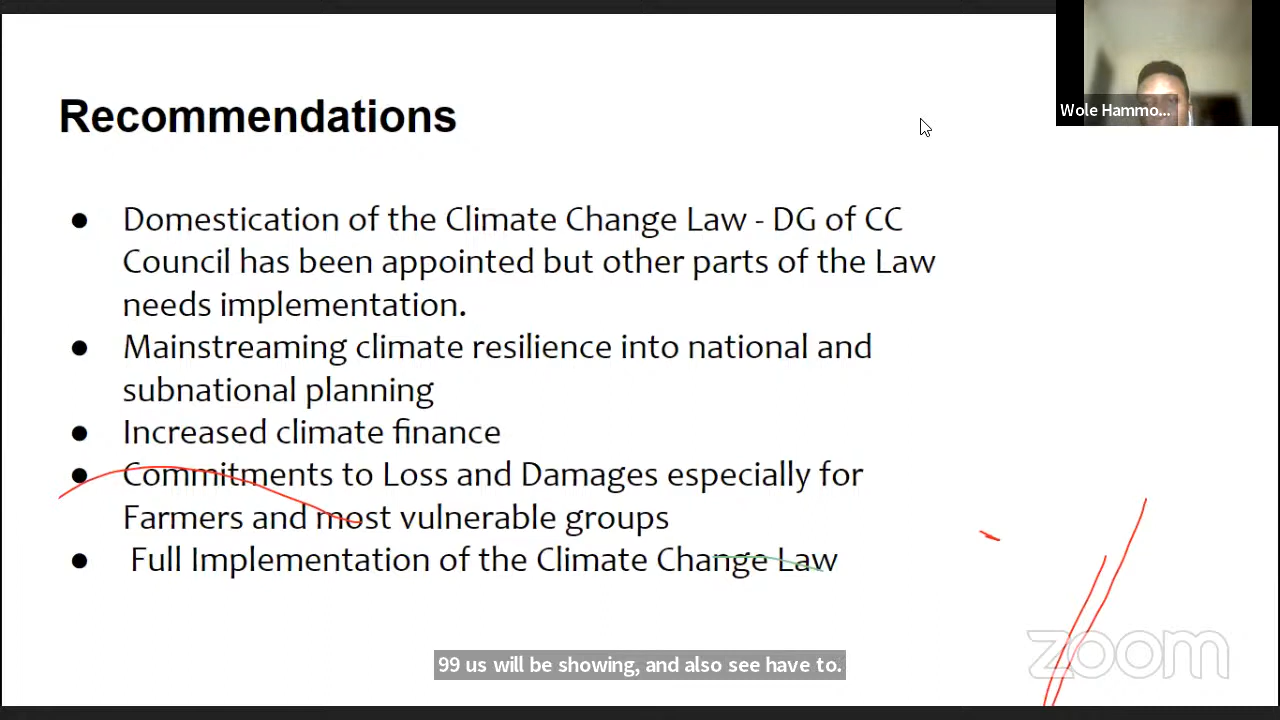 Wole Hammo...
Recommendations
● Domestication of the Climate Change Law - DG of CC
Council has been appointed but other parts of the Law
needs implementation.
● Mainstreaming climate resilience into national and
subnational planning
● Increased climate finance
● Commitments to Loss and Damages especially for
Farmers and most vulnerable groups
● Full Implementation of the Climate Change Law
zoom
99 us will be showing, and also see have to.